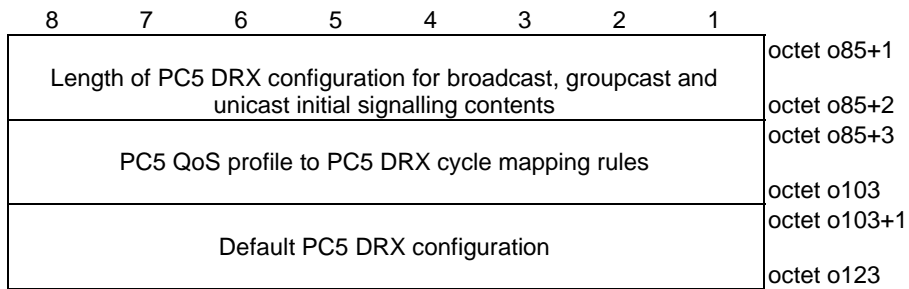 8 7 6 5 4 3 2 1
octet o85+1
Length of PC5 DRX configuration for broadcast, groupcast and
unicast initial signalling contents
octet o85+2
octet o85+3
PC5 QoS profile to PC5 DRX cycle mapping rules
octet o103
octet o103+1
Default PC5 DRX configuration
octet o123